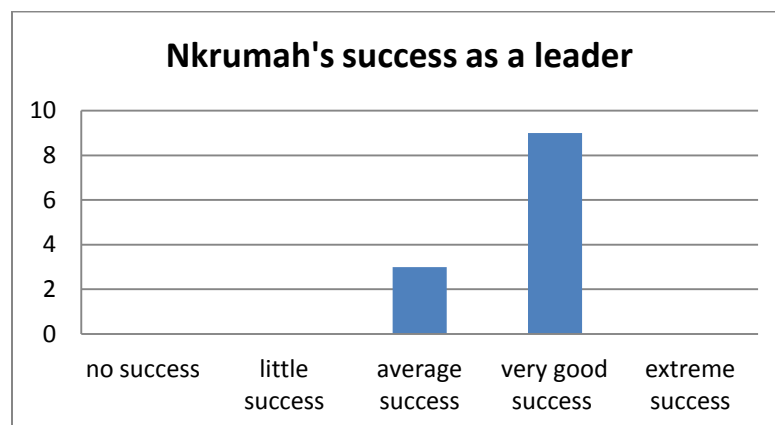 Nkrumah's success as a leader
10
8
6
4
2
0
no success
little
success
average
success
very good
success
extreme
success